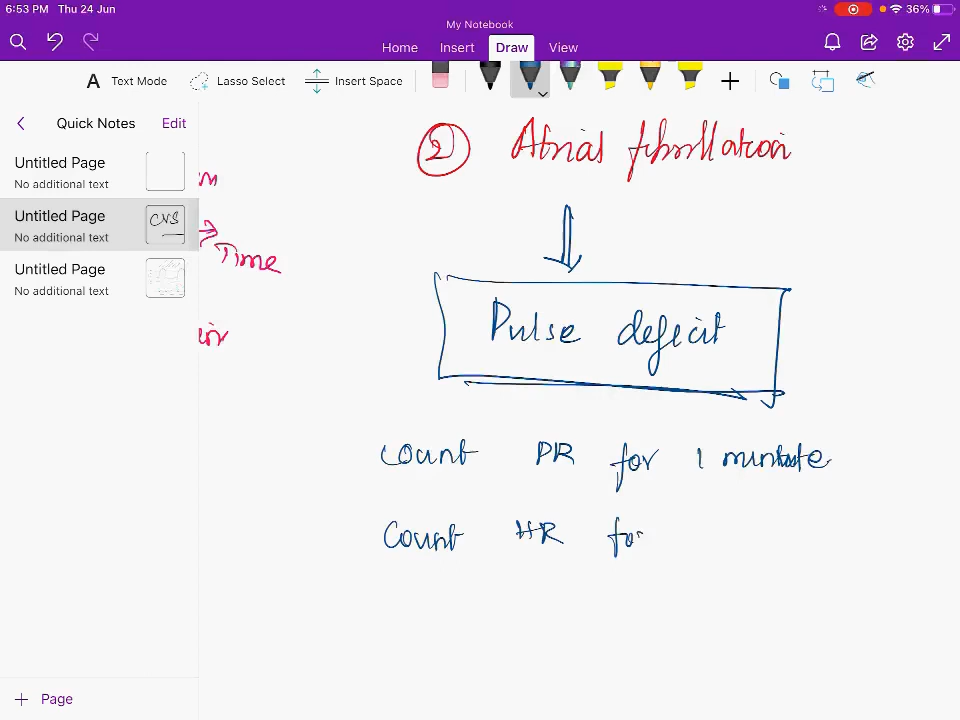 6:53 PM Thu 24 Jun
36%
My Notebook
Home Insert Draw View
A Text Mode Lasso Select Insert Space
Quick Notes Edit
Untitled Page
No additional text
Untitled Page
No additional text
CNS
Untitled Page
No additional text
Time
2 Atrial fibrillation
Pulse deficit
Count PR for 1
Count HR for
Page